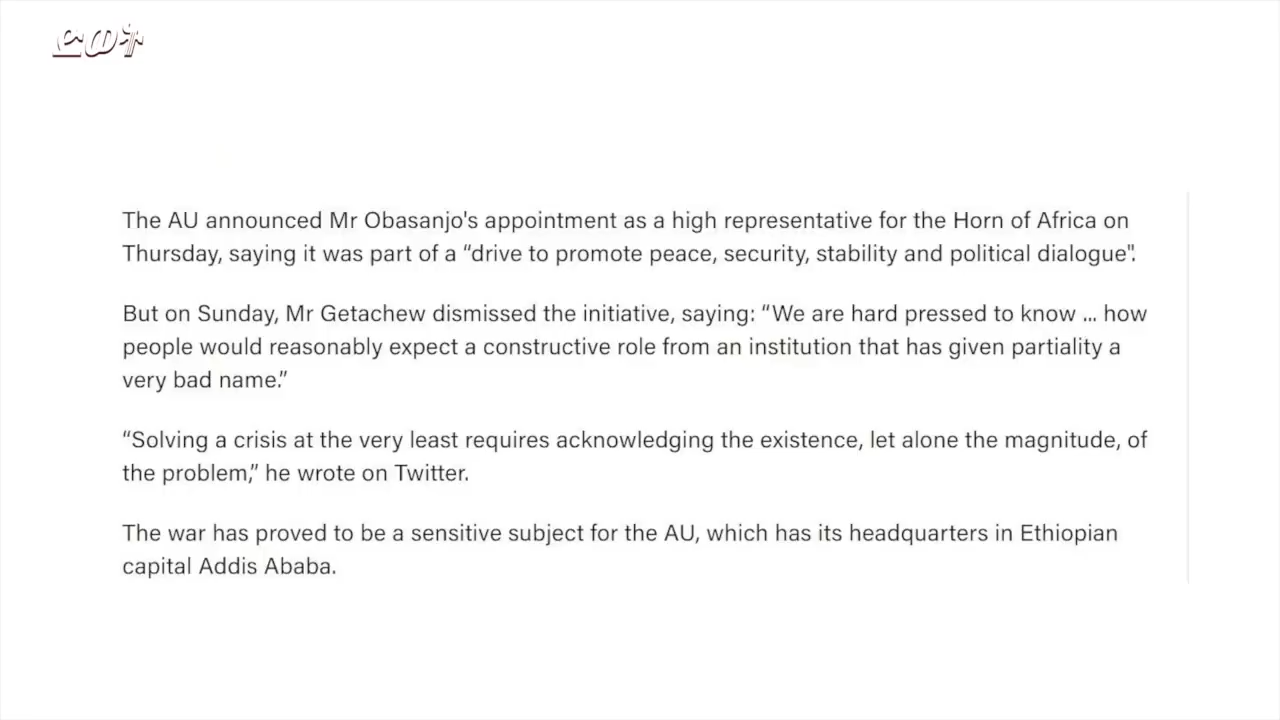 The AU announced Mr Obasanjo's appointment as a high representative for the Horn of Africa on
Thursday, saying it was part of a “drive to promote peace, security, stability and political dialogue".
But on Sunday, Mr Getachew dismissed the initiative, saying: “We are hard pressed to know ... how
people would reasonably expect a constructive role from an institution that has given partiality a
very bad name.”
“Solving a crisis at the very least requires acknowledging the existence, let alone the magnitude, of
the problem,” he wrote on Twitter.
The war has proved to be a sensitive subject for the AU, which has its headquarters in Ethiopian
capital Addis Ababa.